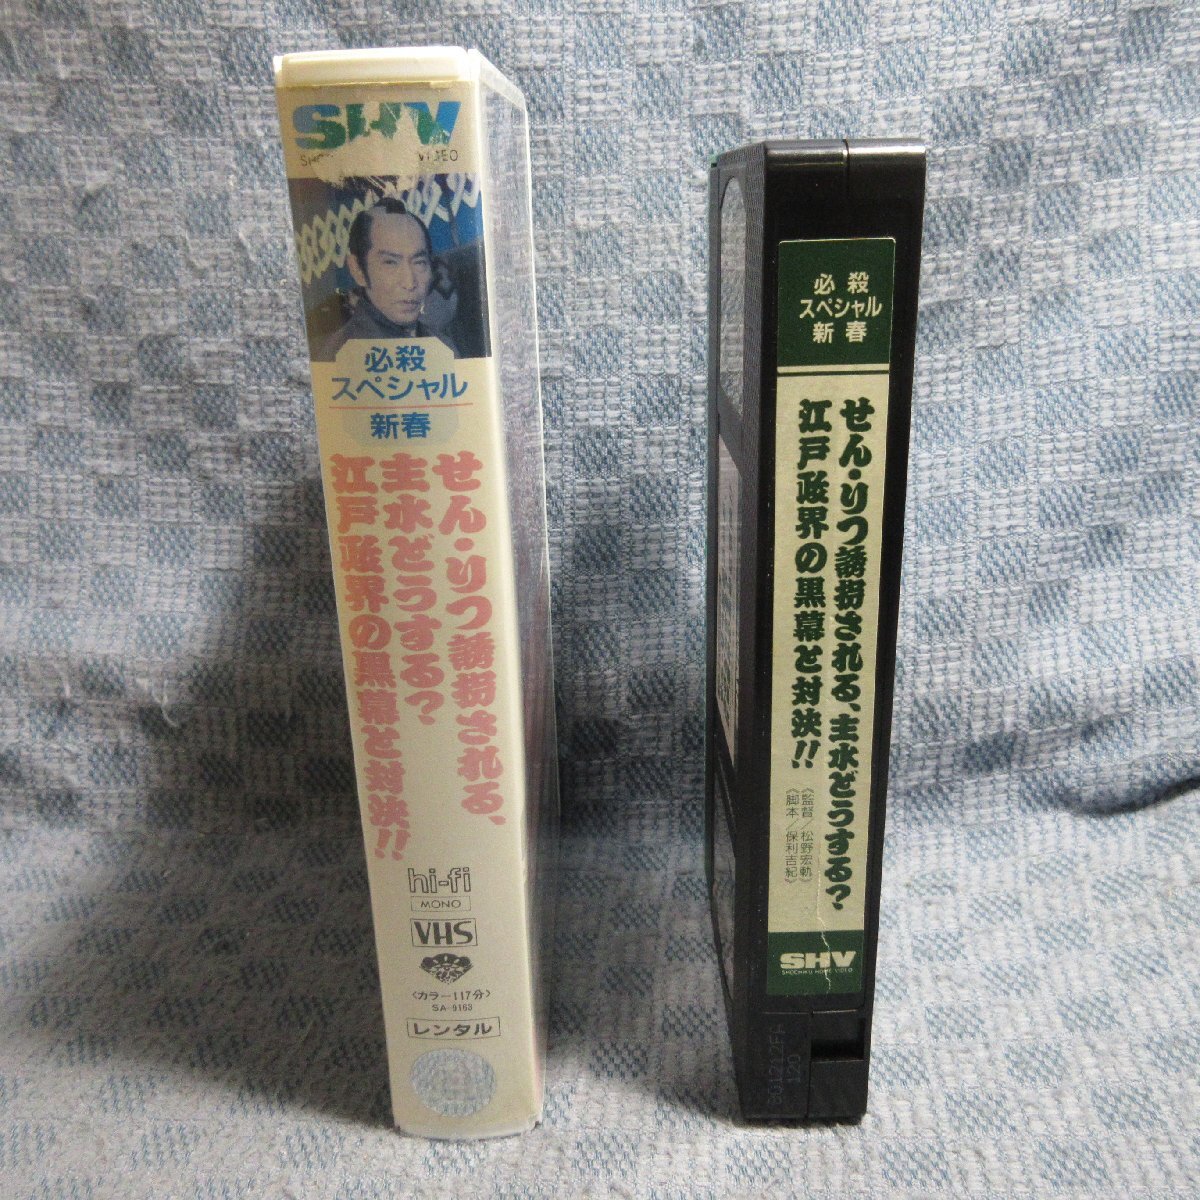 SHV
VIDEO
必殺
スペシャル
新春
せん・りつ誘拐される、
主水どうする?
江戸政界の黒幕と対決!!
hi-fi
MONO
VHS
〈カラー117分〉
SA-9163
レンタル
必殺
スペシャル
新春
せん・りつ誘拐される、主水どうする?
江戸政界の黒幕と対決!!
《監督/松野宏軌》
《脚本/保利吉紀》
SHV
SHOCHIKU HOME VIDEO
12D